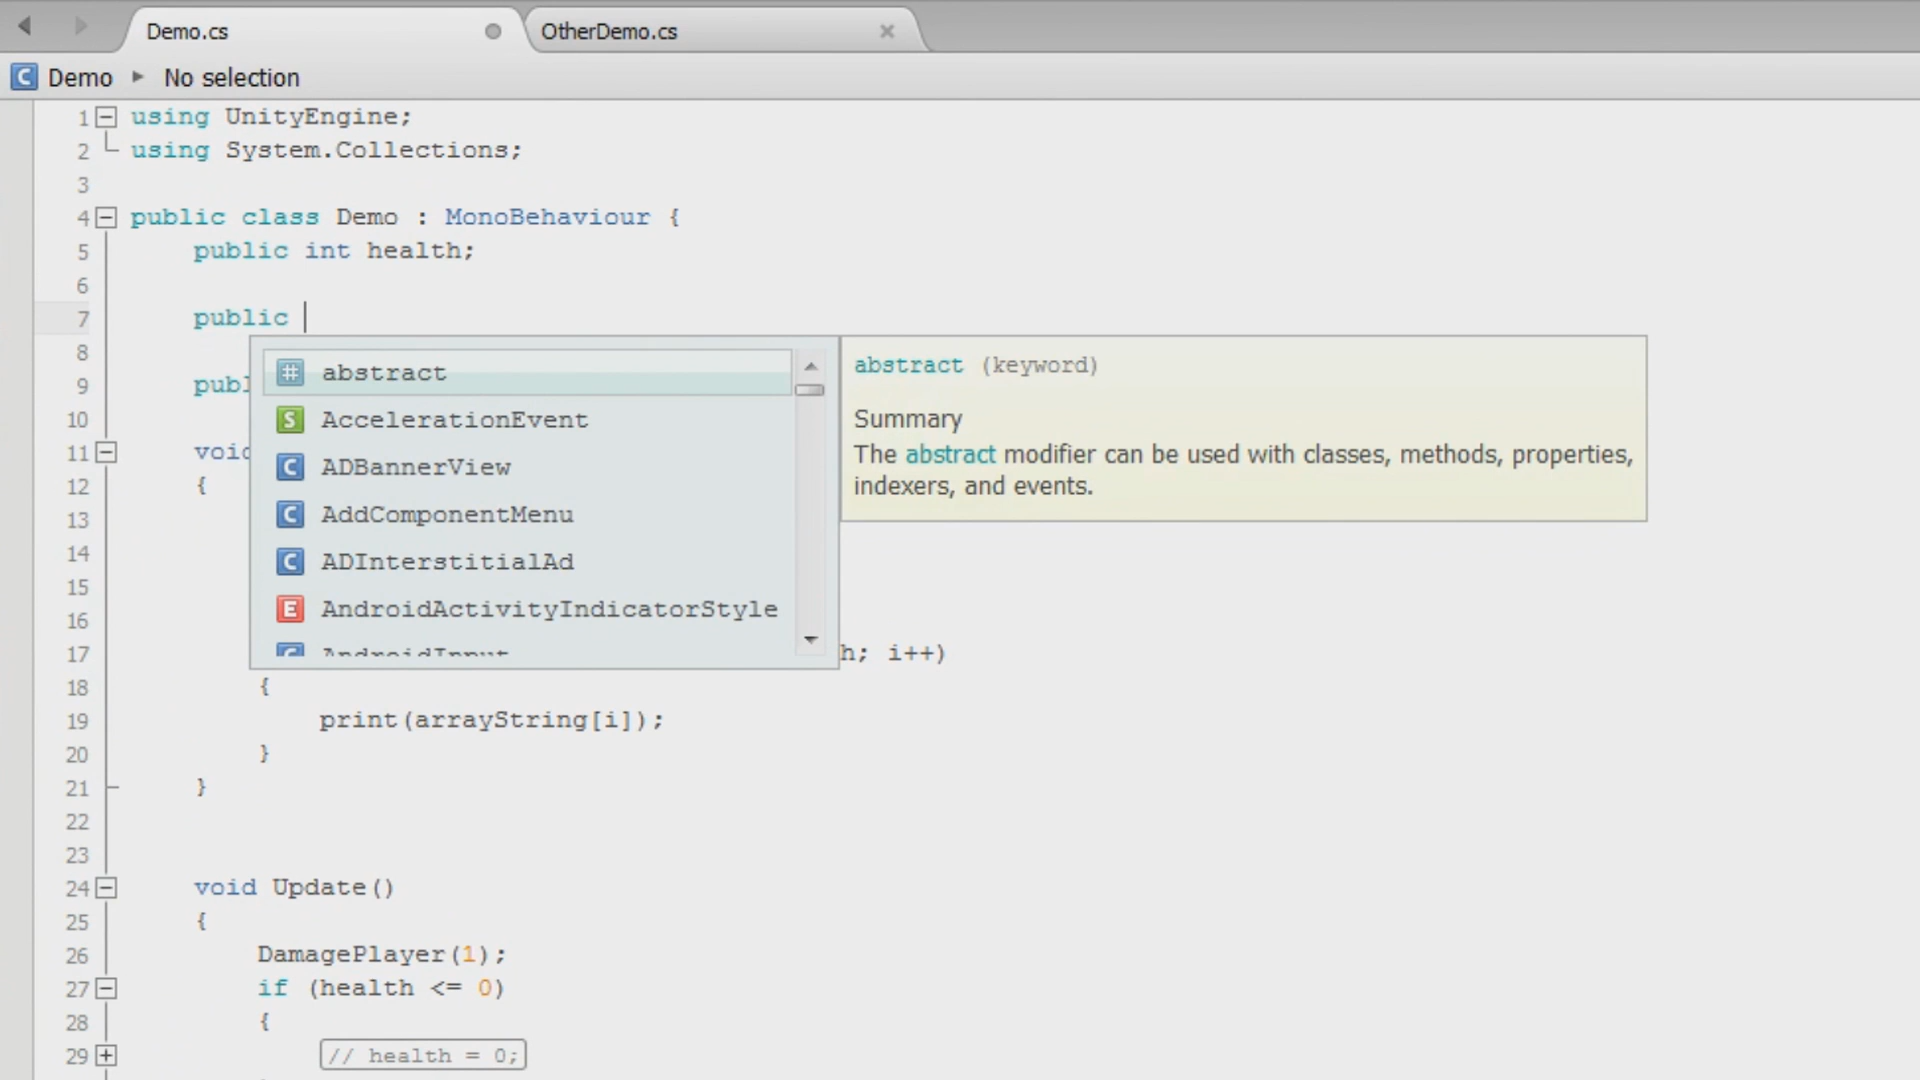 Demo.cs
OtherDemo.cs
C Demo No selection
1 using UnityEngine;
2 using System.Collections;
3
4 public class Demo : MonoBehaviour {
5 public int health;
6
7 public
8
9 publ
10
11 void
12 {
13
14
15
16
17 h; i++)
18 {
19 print(arrayString[i]);
20 }
21 }
22
23
24 void Update()
25 {
26 DamagePlayer(1);
27 if (health <= 0)
28 {
29 // health = 0;
# abstract
S AccelerationEvent
C ADBannerView
C AddComponentMenu
C ADInterstitialAd
E AndroidActivityIndicatorStyle
C AndroidInput
abstract (keyword)
Summary
The abstract modifier can be used with classes, methods, properties,
indexers, and events.